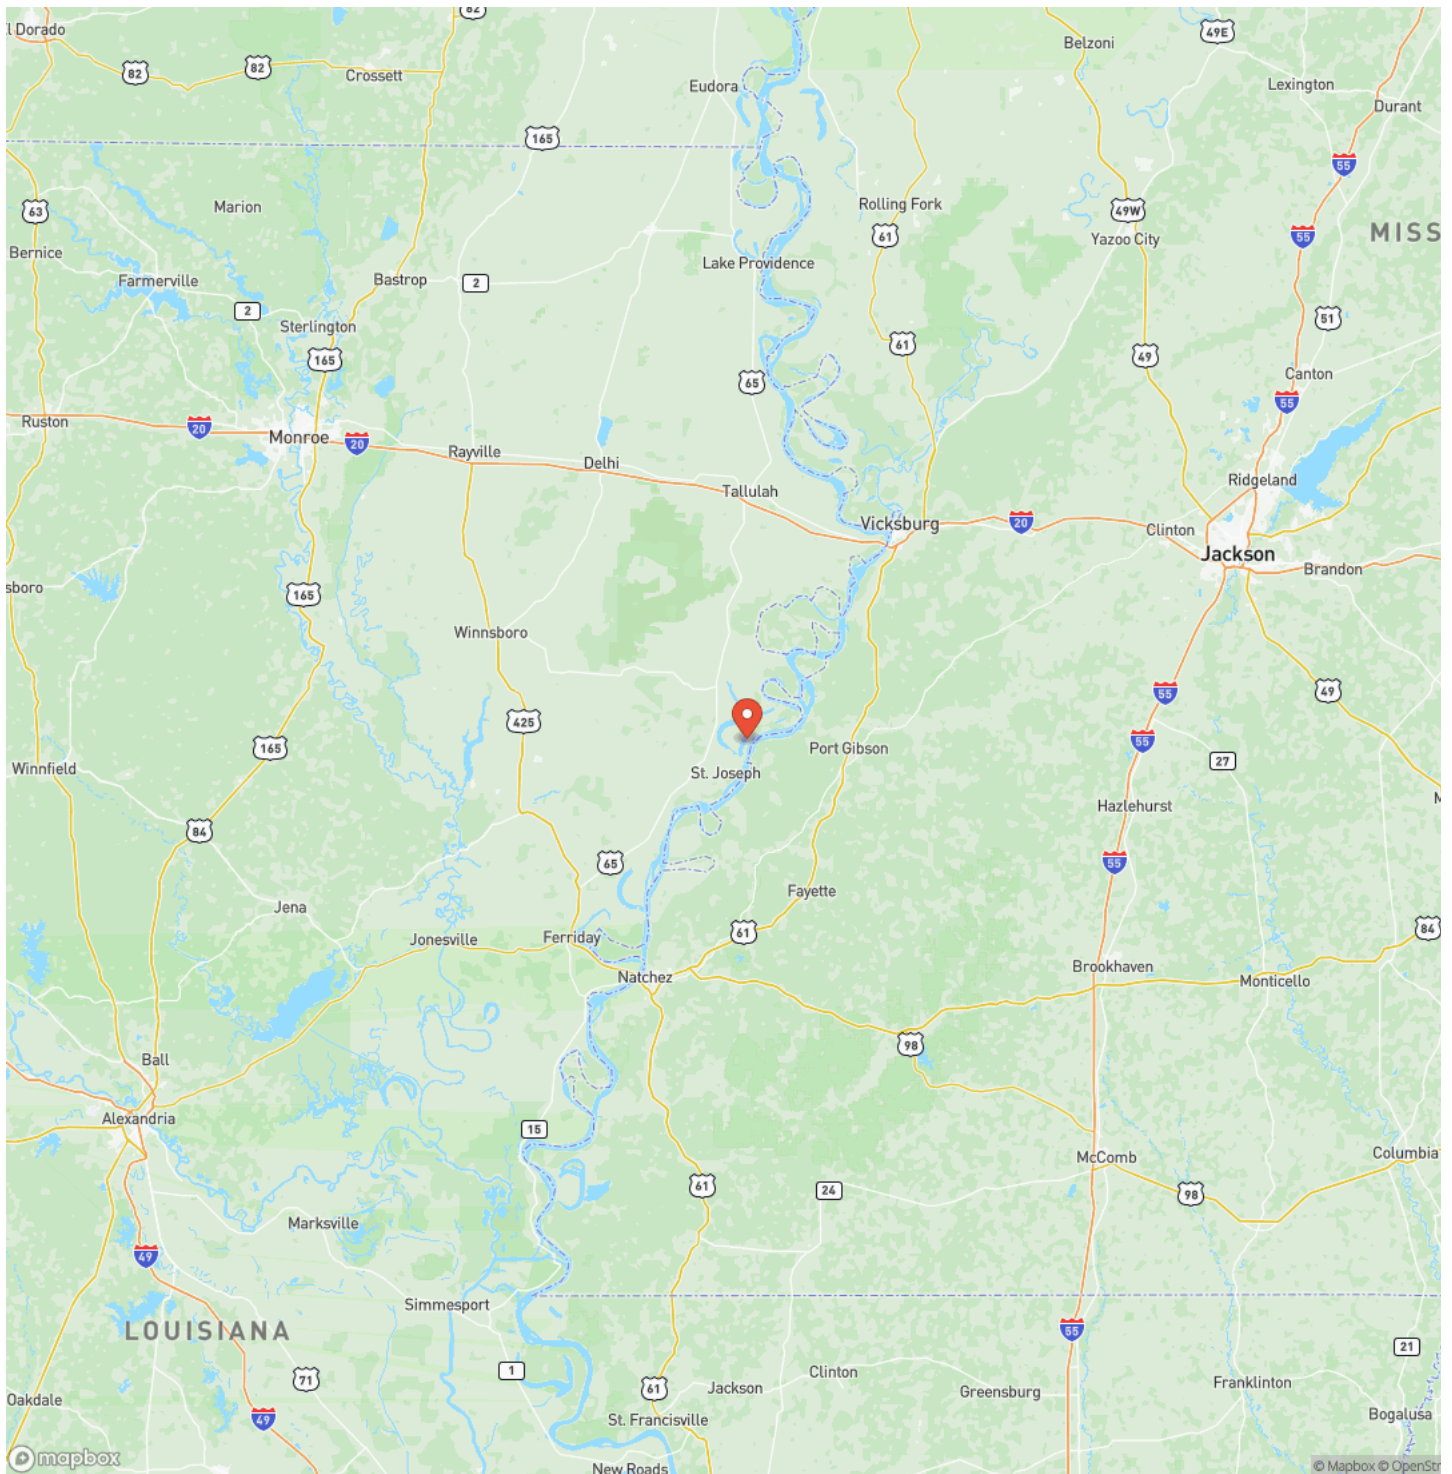 82
l Dorado
49E
Belzoni
82
82
Crossett
Eudora
Lexington
Durant
165
55
Marion
63
Rolling Fork
49W
61
55
MISS
Yazoo City
Bernice
Lake Providence
Farmerville
Bastrop
2
2
51
Sterlington
61
165
49
65
Canton
55
Ruston
20
Monroe
20
Rayville
Delhi
Ridgeland
Tallulah
Vicksburg
20
Clinton
Jackson
Brandon
sboro
165
Winnsboro
55
49
425
165
Port Gibson
55
27
Winnfield
St. Joseph
Hazlehurst
M
84
65
55
Fayette
Jena
61
84
Jonesville
Ferriday
Brookhaven
Natchez
Monticello
98
Ball
Alexandria
15
Columbia
McComb
61
24
98
Marksville
49
Simmesport
LOUISIANA
55
21
1
71
Clinton
Franklinton
61
Jackson
Greensburg
Oakdale
49
St. Francisville
Bogalusa
mapbox
New Roads
© Mapbox © OpenStr